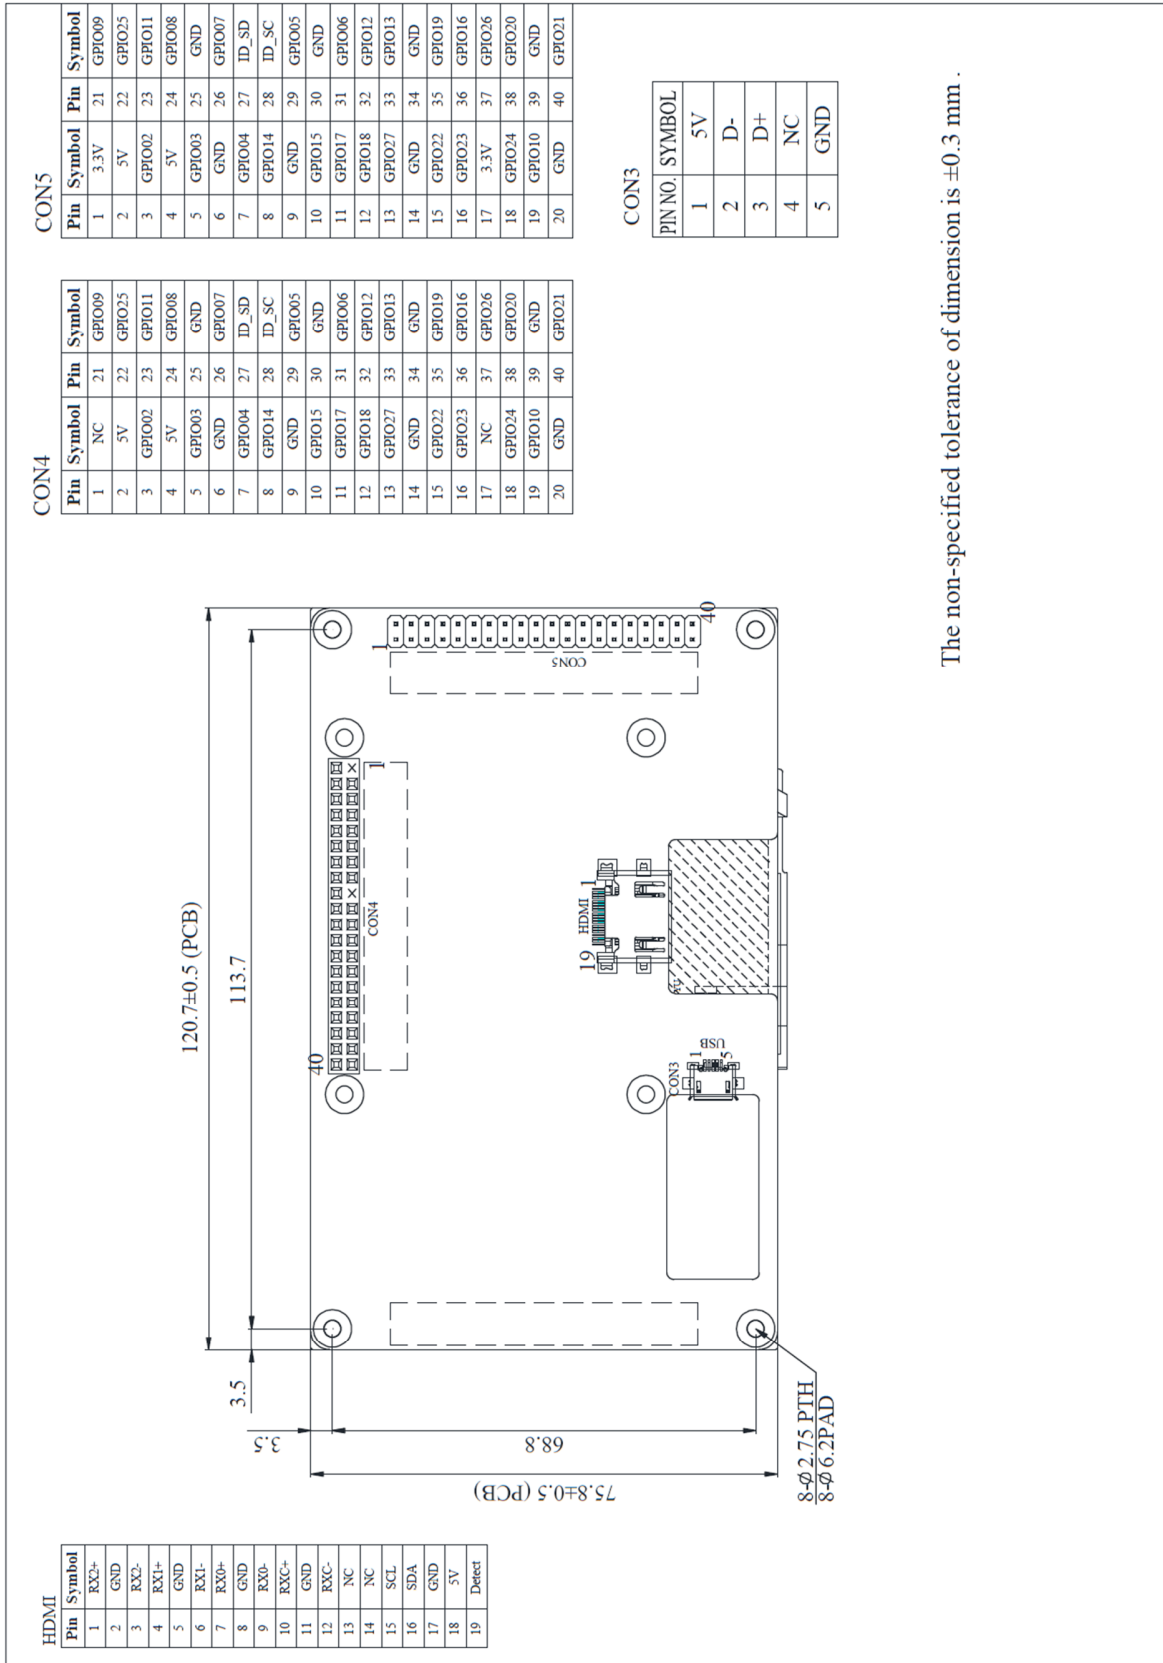 HDMI
Pin Symbol
1 RX2+
2 GND
3 RX2-
4 RX1+
5 GND
6 RX1-
7 RX0+
8 GND
9 RX0-
10 RXC+
11 GND
12 RXC-
13 NC
14 NC
15 SCL
16 SDA
17 GND
18 5V
19 Detect
120.7±0.5 (PCB)
113.7
3.5
3.5
68.8
75.8±0.5 (PCB)
8-Ø 2.75 PTH
8-Ø 6.2PAD
40
1
CON4
1
CON5
40
19
HDMI
1
CON3
1
5
USB
CON4
Pin Symbol Pin Symbol
1 NC 21 GPIO09
2 5V 22 GPIO25
3 GPIO02 23 GPIO11
4 5V 24 GPIO08
5 GPIO03 25 GND
6 GND 26 GPIO07
7 GPIO04 27 ID_SD
8 GPIO14 28 ID_SC
9 GND 29 GPIO05
10 GPIO15 30 GND
11 GPIO17 31 GPIO06
12 GPIO18 32 GPIO12
13 GPIO27 33 GPIO13
14 GND 34 GND
15 GPIO22 35 GPIO19
16 GPIO23 36 GPIO16
17 NC 37 GPIO26
18 GPIO24 38 GPIO20
19 GPIO10 39 GND
20 GND 40 GPIO21
CON5
Pin Symbol Pin Symbol
1 3.3V 21 GPIO09
2 5V 22 GPIO25
3 GPIO02 23 GPIO11
4 5V 24 GPIO08
5 GPIO03 25 GND
6 GND 26 GPIO07
7 GPIO04 27 ID_SD
8 GPIO14 28 ID_SC
9 GND 29 GPIO05
10 GPIO15 30 GND
11 GPIO17 31 GPIO06
12 GPIO18 32 GPIO12
13 GPIO27 33 GPIO13
14 GND 34 GND
15 GPIO22 35 GPIO19
16 GPIO23 36 GPIO16
17 3.3V 37 GPIO26
18 GPIO24 38 GPIO20
19 GPIO10 39 GND
20 GND 40 GPIO21
CON3
PIN NO. SYMBOL
1 5V
2 D-
3 D+
4 NC
5 GND
The non-specified tolerance of dimension is ±0.3 mm .